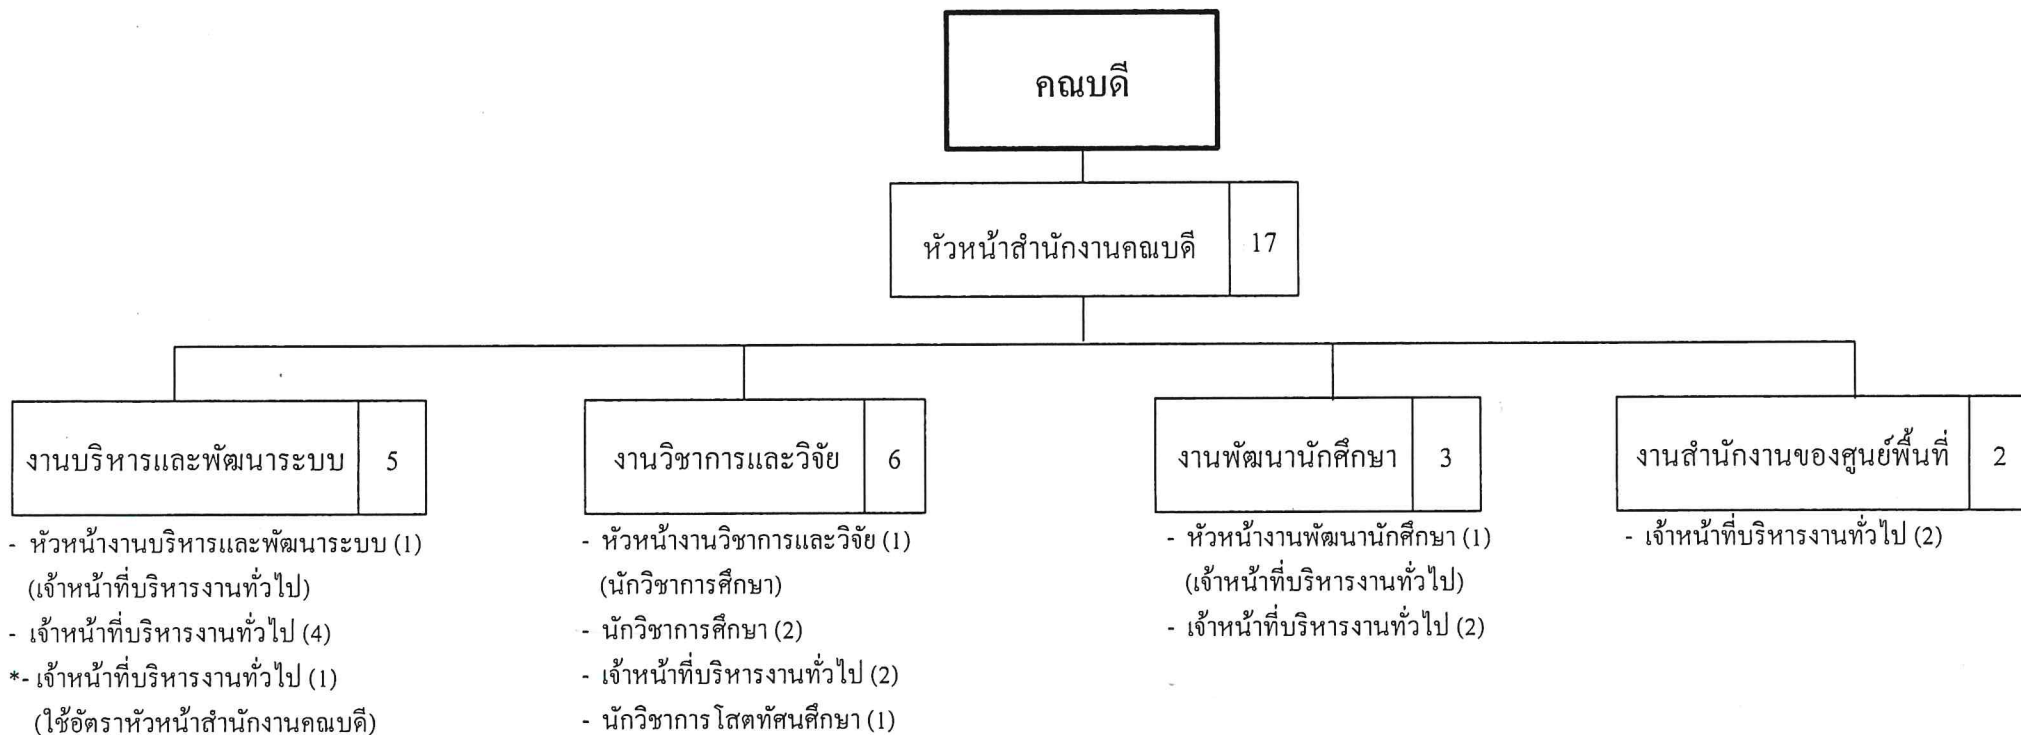 คณบดี
หัวหน้าสำนักงานคณบดี 17
งานบริหารและพัฒนาระบบ 5
- หัวหน้างานบริหารและพัฒนาระบบ (1)
(เจ้าหน้าที่บริหารงานทั่วไป)
- เจ้าหน้าที่บริหารงานทั่วไป (4)
*- เจ้าหน้าที่บริหารงานทั่วไป (1)
(ใช้อัตราหัวหน้าสำนักงานคณบดี)
งานวิชาการและวิจัย 6
- หัวหน้างานวิชาการและวิจัย (1)
(นักวิชาการศึกษา)
- นักวิชาการศึกษา (2)
- เจ้าหน้าที่บริหารงานทั่วไป (2)
- นักวิชาการโสตทัศนศึกษา (1)
งานพัฒนานักศึกษา 3
- หัวหน้างานพัฒนานักศึกษา (1)
(เจ้าหน้าที่บริหารงานทั่วไป)
- เจ้าหน้าที่บริหารงานทั่วไป (2)
งานสำนักงานของศูนย์พื้นที่ 2
- เจ้าหน้าที่บริหารงานทั่วไป (2)